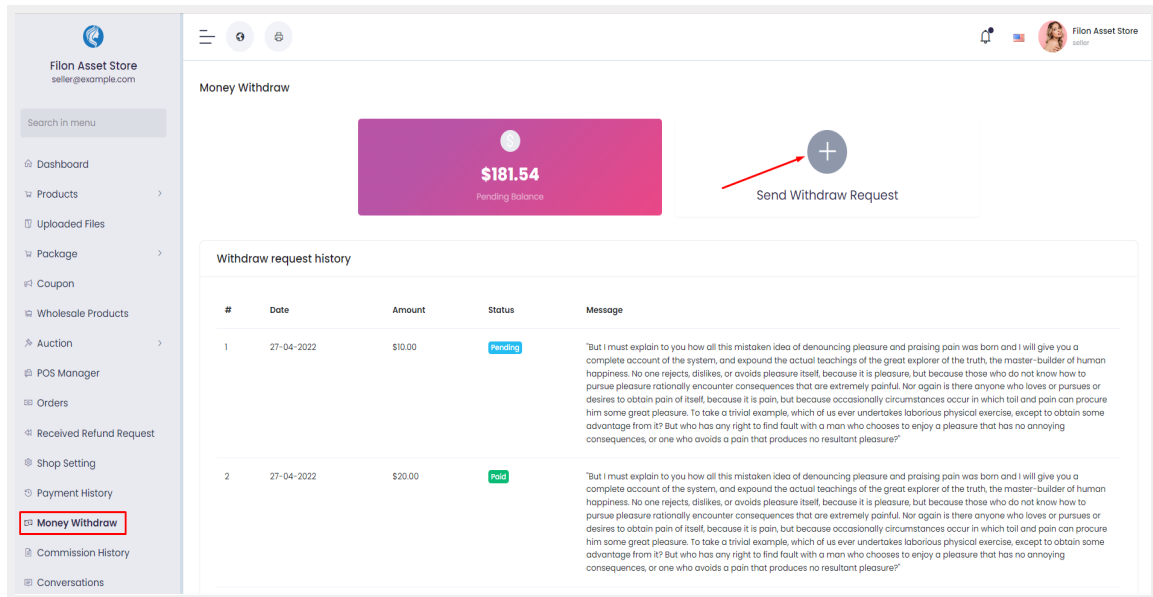 Filon Asset Store
seller@example.com
Search in menu
Dashboard
Products
Uploaded Files
Package
Coupon
Wholesale Products
Auction
POS Manager
Orders
Received Refund Request
Shop Setting
Payment History
Money Withdraw
Commission History
Conversations
Filon Asset Store
seller
Money Withdraw
$
$181.54
Pending Balance
Send Withdraw Request
Withdraw request history
# Date Amount Status Message
1 27-04-2022 $10.00 Pending "But I must explain to you how all this mistaken idea of denouncing pleasure and praising pain was born and I will give you a
complete account of the system, and expound the actual teachings of the great explorer of the truth, the master-builder of human
happiness. No one rejects, dislikes, or avoids pleasure itself, because it is pleasure, but because those who do not know how to
pursue pleasure rationally encounter consequences that are extremely painful. Nor again is there anyone who loves or pursues or
desires to obtain pain of itself, because it is pain, but because occasionally circumstances occur in which toil and pain can procure
him some great pleasure. To take a trivial example, which of us ever undertakes laborious physical exercise, except to obtain some
advantage from it? But who has any right to find fault with a man who chooses to enjoy a pleasure that has no annoying
consequences, or one who avoids a pain that produces no resultant pleasure?"
2 27-04-2022 $20.00 Paid "But I must explain to you how all this mistaken idea of denouncing pleasure and praising pain was born and I will give you a
complete account of the system, and expound the actual teachings of the great explorer of the truth, the master-builder of human
happiness. No one rejects, dislikes, or avoids pleasure itself, because it is pleasure, but because those who do not know how to
pursue pleasure rationally encounter consequences that are extremely painful. Nor again is there anyone who loves or pursues or
desires to obtain pain of itself, because it is pain, but because occasionally circumstances occur in which toil and pain can procure
him some great pleasure. To take a trivial example, which of us ever undertakes laborious physical exercise, except to obtain some
advantage from it? But who has any right to find fault with a man who chooses to enjoy a pleasure that has no annoying
consequences, or one who avoids a pain that produces no resultant pleasure?"